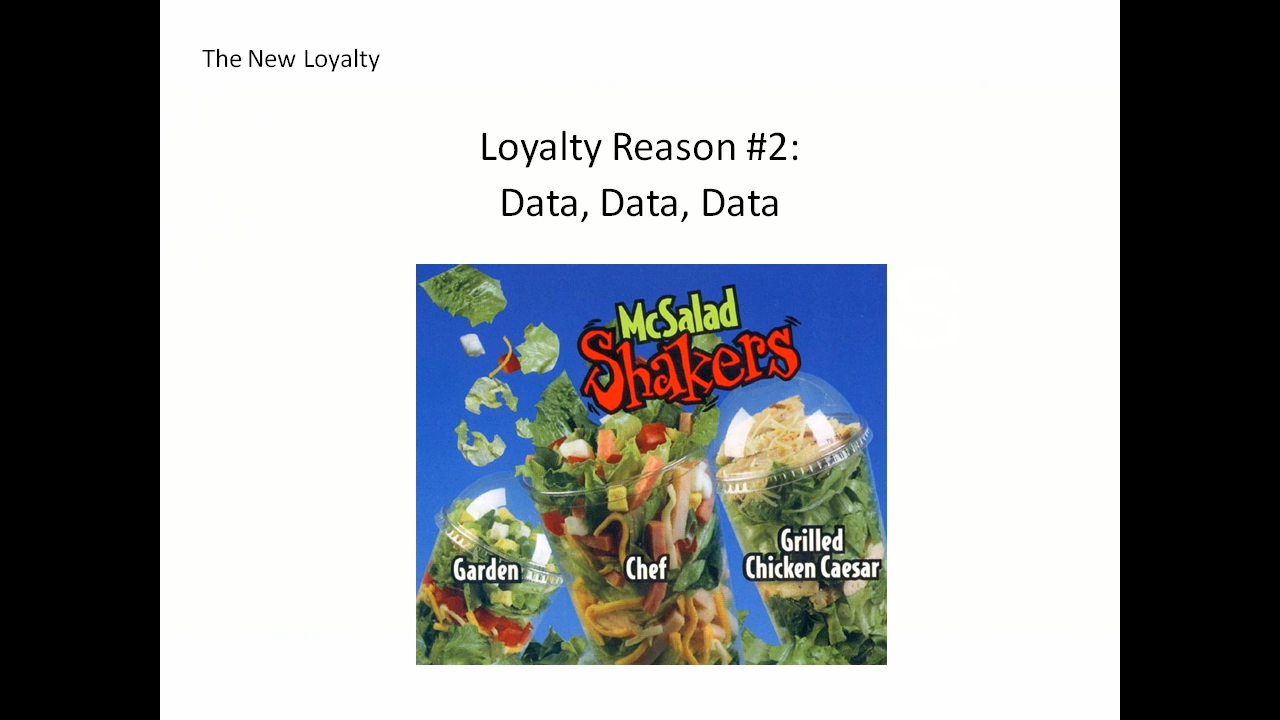 The New Loyalty
Loyalty Reason #2:
Data, Data, Data
McSalad
Shakers
Garden
Chef
Grilled
Chicken Caesar